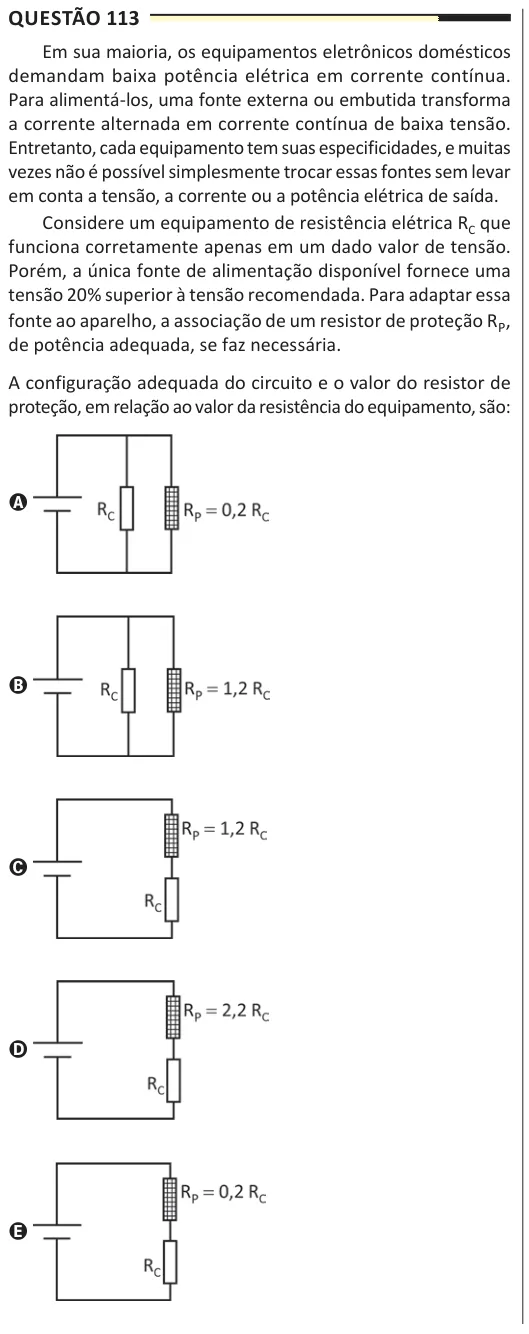 QUESTÃO 113
Em sua maioria, os equipamentos eletrônicos domésticos
demandam baixa potência elétrica em corrente contínua.
Para alimentá-los, uma fonte externa ou embutida transforma
a corrente alternada em corrente contínua de baixa tensão.
Entretanto, cada equipamento tem suas especificidades, e muitas
vezes não é possível simplesmente trocar essas fontes sem levar
em conta a tensão, a corrente ou a potência elétrica de saída.
Considere um equipamento de resistência elétrica R_C que
funciona corretamente apenas em um dado valor de tensão.
Porém, a única fonte de alimentação disponível fornece uma
tensão 20% superior à tensão recomendada. Para adaptar essa
fonte ao aparelho, a associação de um resistor de proteção R_P,
de potência adequada, se faz necessária.
A configuração adequada do circuito e o valor do resistor de
proteção, em relação ao valor da resistência do equipamento, são:
A R_C R_P = 0,2 R_C
B R_C R_P = 1,2 R_C
R_P = 1,2 R_C
C
R_C
R_P = 2,2 R_C
D
R_C
R_P = 0,2 R_C
E
R_C